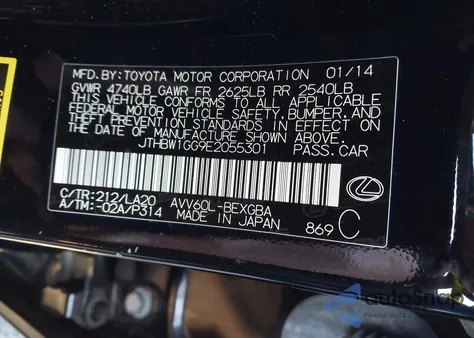 MFD.BY:TOYOTA MOTOR CORPORATION 01/14
GVWR 4740LB GAWR FR 2625LB RR 2540LB
THIS VEHICLE CONFORMS TO ALL APPLICABLE
FEDERAL MOTOR VEHICLE SAFETY, BUMPER, AND
THEFT PREVENTION STANDARDS IN EFFECT ON
THE DATE OF MANUFACTURE SHOWN ABOVE.
JTHBW1GG9E2055301 PASS.CAR
C/TR:212/LA20 AVV60L-BEXGBA
A/TM:-02A/P314 MADE IN JAPAN 869 C
autoSnap